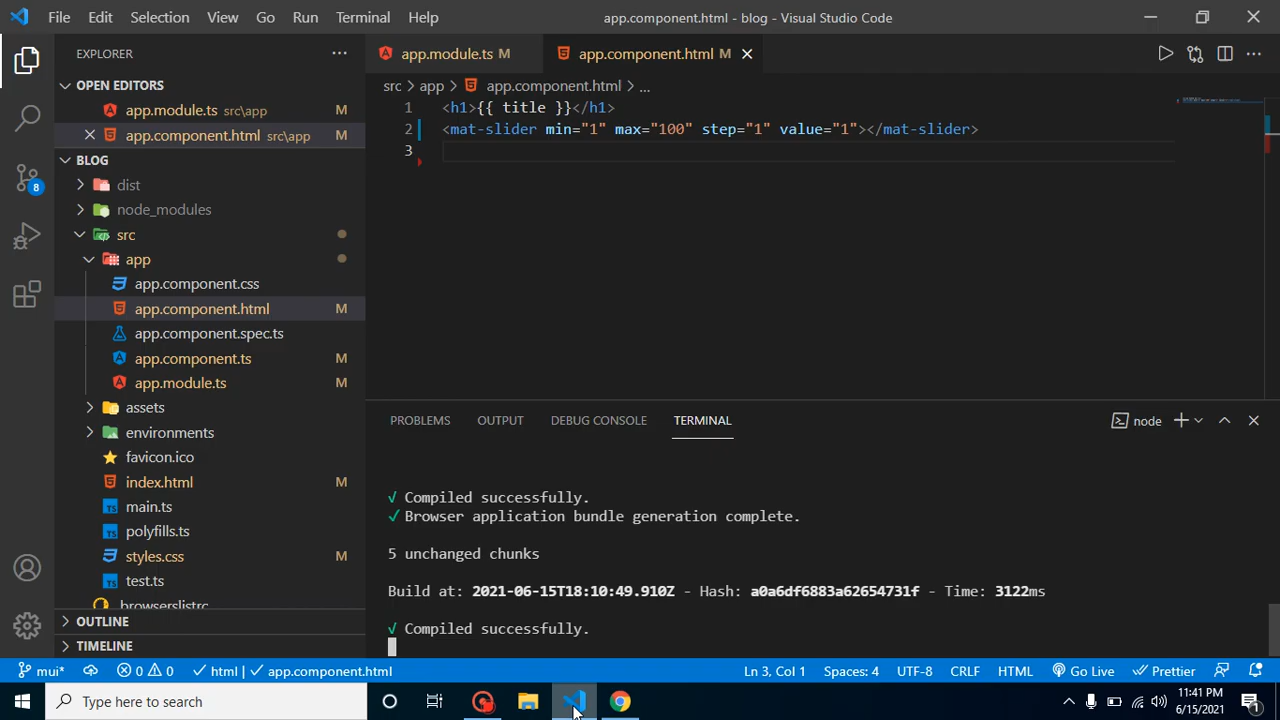 File Edit Selection View Go Run Terminal Help app.component.html - blog - Visual Studio Code
EXPLORER
app.module.ts M app.component.html M
OPEN EDITORS
src > app > app.component.html > ...
app.module.ts src\app M
app.component.html src\app M
1 <h1>{{ title }}</h1>
2 <mat-slider min="1" max="100" step="1" value="1"></mat-slider>
3
BLOG
dist
node_modules
src
app
app.component.css
app.component.html M
app.component.spec.ts
app.component.ts M
app.module.ts M
assets
environments
favicon.ico
index.html M
main.ts
polyfills.ts
styles.css M
test.ts
browserslistrc
OUTLINE
TIMELINE
PROBLEMS OUTPUT DEBUG CONSOLE TERMINAL node
√ Compiled successfully.
√ Browser application bundle generation complete.
5 unchanged chunks
Build at: 2021-06-15T18:10:49.910Z - Hash: a0a6df6883a62654731f - Time: 3122ms
√ Compiled successfully.
8
mui* 0 0 html app.component.html Ln 3, Col 1 Spaces: 4 UTF-8 CRLF HTML Go Live Prettier
Type here to search
11:41 PM
6/15/2021
1